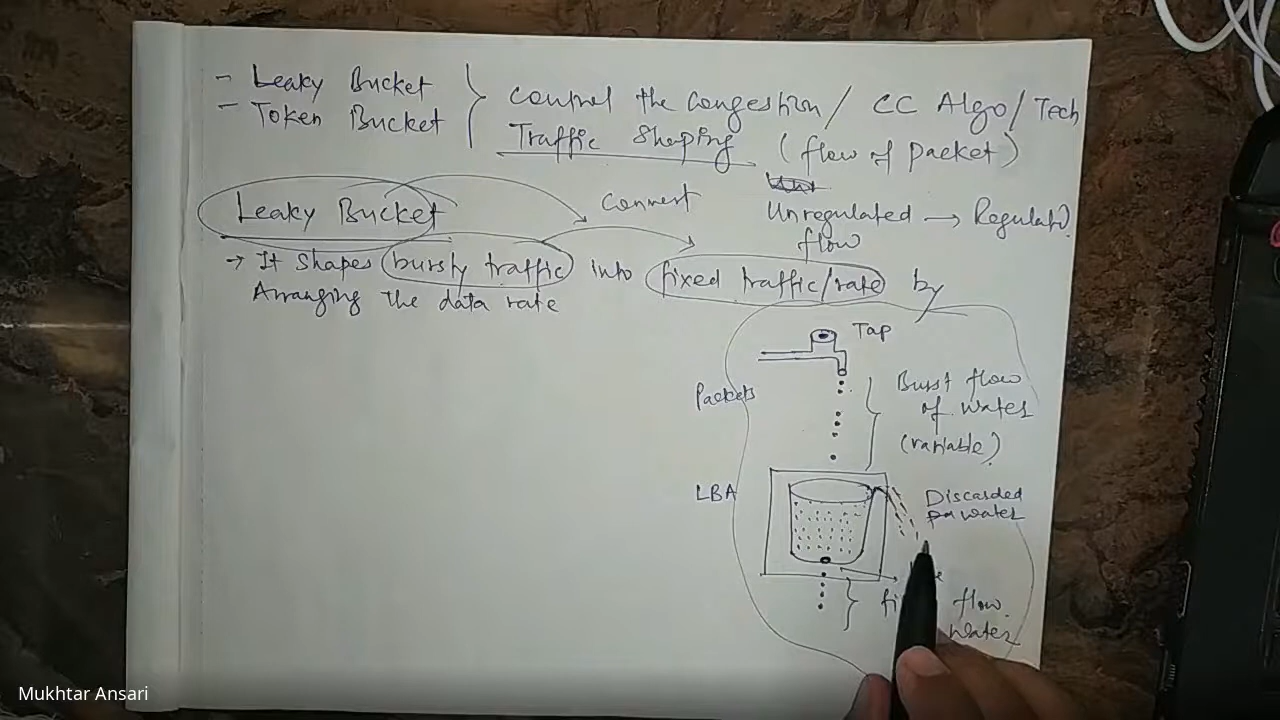 - Leaky Bucket
- Token Bucket
Control the Congestion / CC Algo/Tech
Traffic Shaping (flow of packet)
Leaky Bucket
Convert
Unregulated → Regulated
flow
→ It shapes bursty traffic into fixed traffic/rate by
Arranging the data rate
Tap
Packets
Burst flow
of water
(variable)
LBA
Discarded
water
flow
water
Mukhtar Ansari